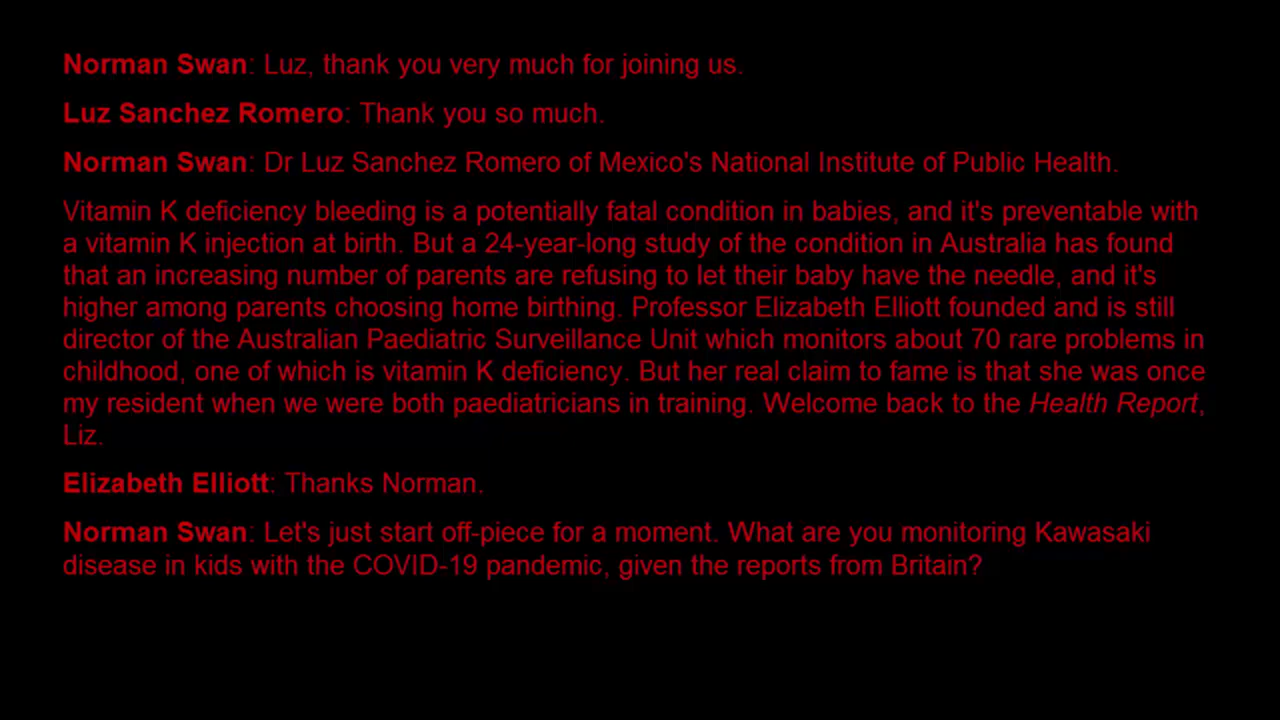 Norman Swan: Luz, thank you very much for joining us.
Luz Sanchez Romero: Thank you so much.
Norman Swan: Dr Luz Sanchez Romero of Mexico's National Institute of Public Health.
Vitamin K deficiency bleeding is a potentially fatal condition in babies, and it's preventable with
a vitamin K injection at birth. But a 24-year-long study of the condition in Australia has found
that an increasing number of parents are refusing to let their baby have the needle, and it's
higher among parents choosing home birthing. Professor Elizabeth Elliott founded and is still
director of the Australian Paediatric Surveillance Unit which monitors about 70 rare problems in
childhood, one of which is vitamin K deficiency. But her real claim to fame is that she was once
my resident when we were both paediatricians in training. Welcome back to the Health Report,
Liz.
Elizabeth Elliott: Thanks Norman.
Norman Swan: Let's just start off-piece for a moment. What are you monitoring Kawasaki
disease in kids with the COVID-19 pandemic, given the reports from Britain?